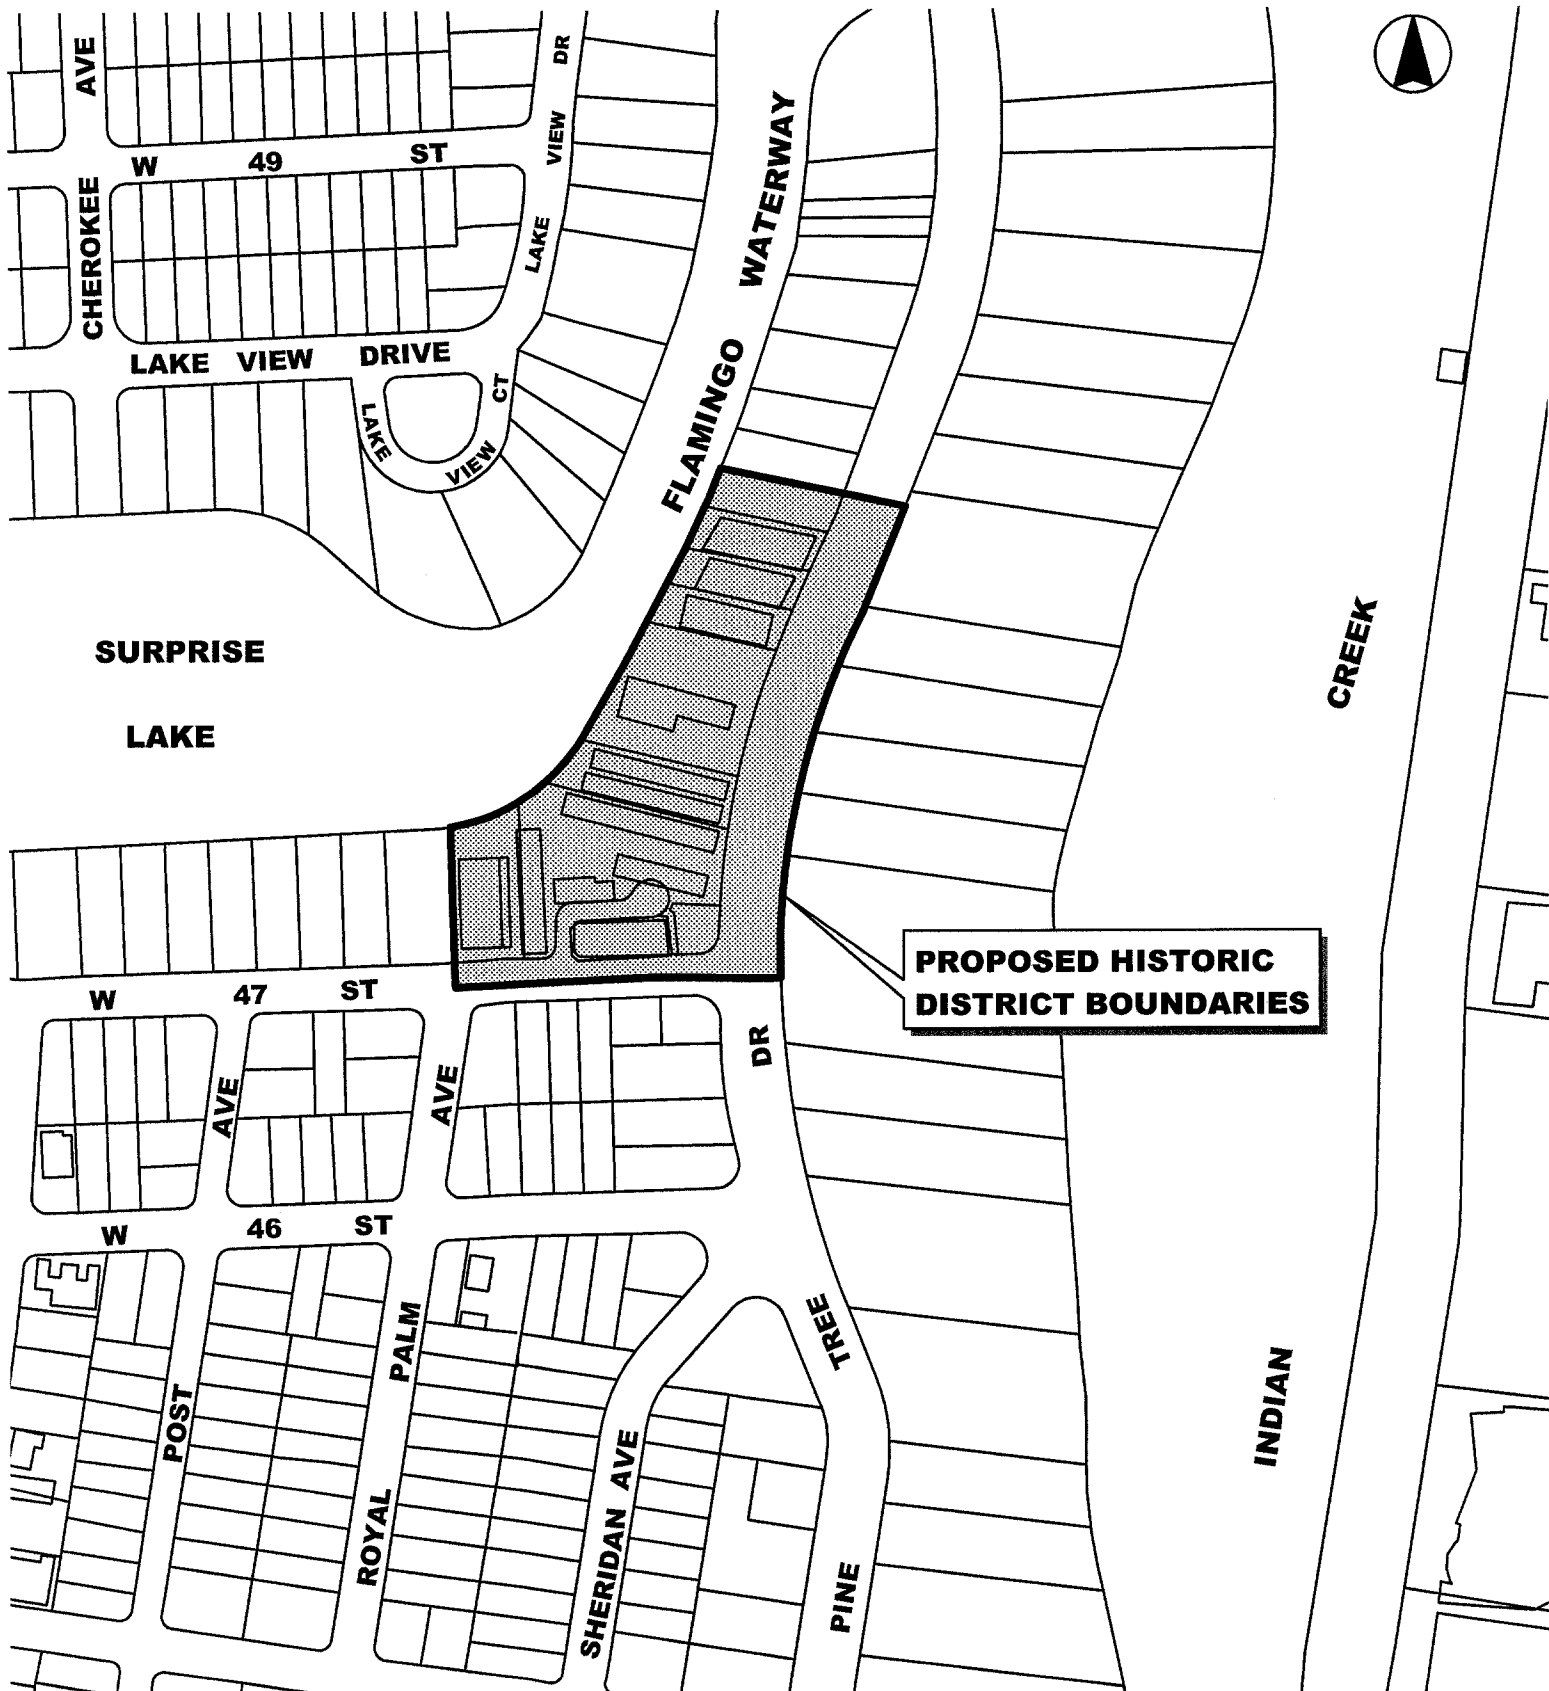 AVE
CHEROKEE
W 49 ST
LAKE VIEW DR
LAKE VIEW DRIVE
LAKE VIEW CT
FLAMINGO WATERWAY
SURPRISE
LAKE
INDIAN CREEK
PROPOSED HISTORIC
DISTRICT BOUNDARIES
W 47 ST
W 46 ST
POST AVE
ROYAL PALM AVE
SHERIDAN AVE
PINE TREE DR